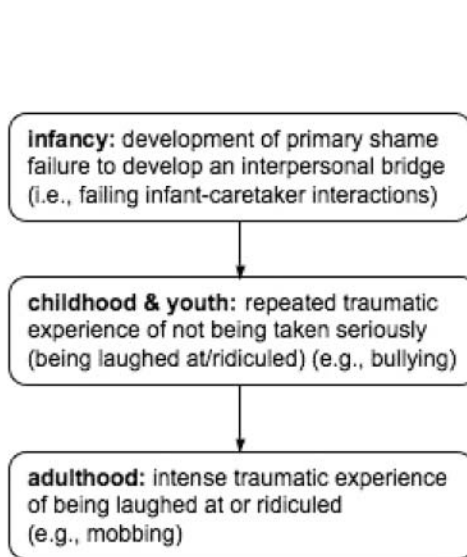 infancy: development of primary shame
failure to develop an interpersonal bridge
(i.e., failing infant-caretaker interactions)
childhood & youth: repeated traumatic
experience of not being taken seriously
(being laughed at/ridiculed) (e.g., bullying)
adulthood: intense traumatic experience
of being laughed at or ridiculed
(e.g., mobbing)